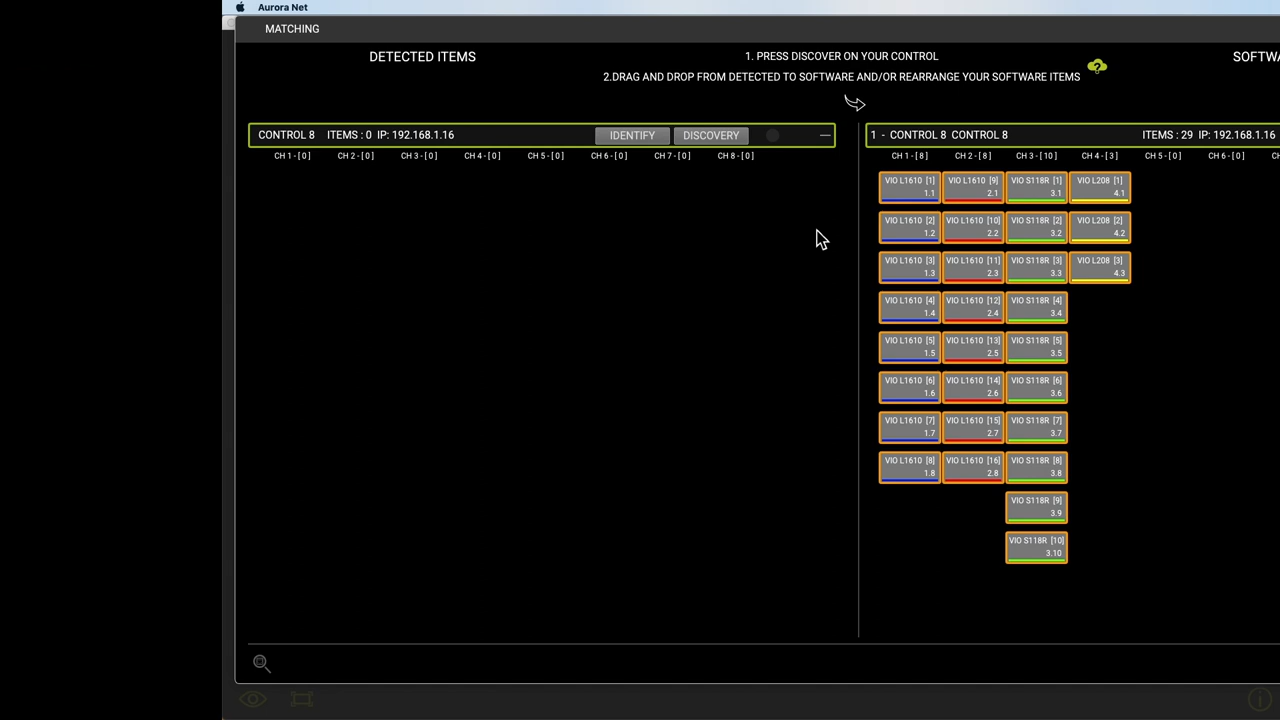 Aurora Net
MATCHING
DETECTED ITEMS
1. PRESS DISCOVER ON YOUR CONTROL
2.DRAG AND DROP FROM DETECTED TO SOFTWARE AND/OR REARRANGE YOUR SOFTWARE ITEMS
?
SOFTWA
CONTROL 8 ITEMS : 0 IP: 192.168.1.16 IDENTIFY DISCOVERY
CH 1 - [ 0 ] CH 2 - [ 0 ] CH 3 - [ 0 ] CH 4 - [ 0 ] CH 5 - [ 0 ] CH 6 - [ 0 ] CH 7 - [ 0 ] CH 8 - [ 0 ]
1 - CONTROL 8 CONTROL 8 ITEMS : 29 IP: 192.168.1.16
CH 1 - [ 8 ] CH 2 - [ 8 ] CH 3 - [ 10 ] CH 4 - [ 3 ] CH 5 - [ 0 ] CH 6 - [ 0 ] C
VIO L1610 [1] VIO L1610 [9] VIO S118R [1] VIO L208 [1]
1.1 2.1 3.1 4.1
VIO L1610 [2] VIO L1610 [10] VIO S118R [2] VIO L208 [2]
1.2 2.2 3.2 4.2
VIO L1610 [3] VIO L1610 [11] VIO S118R [3] VIO L208 [3]
1.3 2.3 3.3 4.3
VIO L1610 [4] VIO L1610 [12] VIO S118R [4]
1.4 2.4 3.4
VIO L1610 [5] VIO L1610 [13] VIO S118R [5]
1.5 2.5 3.5
VIO L1610 [6] VIO L1610 [14] VIO S118R [6]
1.6 2.6 3.6
VIO L1610 [7] VIO L1610 [15] VIO S118R [7]
1.7 2.7 3.7
VIO L1610 [8] VIO L1610 [16] VIO S118R [8]
1.8 2.8 3.8
VIO S118R [9]
3.9
VIO S118R [10]
3.10